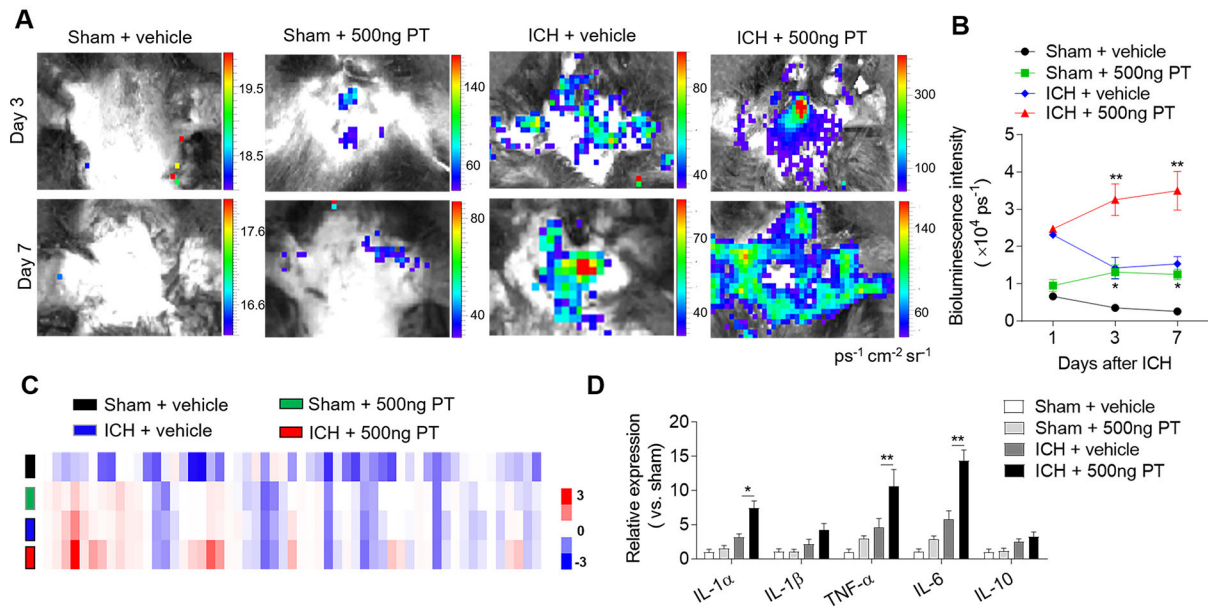 A
Sham + vehicle
Sham + 500ng PT
ICH + vehicle
ICH + 500ng PT
Day 3
19.5
18.5
140
60
80
40
300
100
Day 7
17.6
16.6
80
40
70
40
140
60
ps-1 cm-2 sr-1
B
Sham + vehicle
Sham + 500ng PT
ICH + vehicle
ICH + 500ng PT
Bioluminescence intensity
( ×10⁴ ps⁻¹)
5
4
3
2
1
0
**
**
*
*
1 3 7
Days after ICH
C
Sham + vehicle
Sham + 500ng PT
ICH + vehicle
ICH + 500ng PT
3
0
-3
D
Relative expression
( vs. sham)
20
15
10
5
0
*
**
**
IL-1α IL-1β TNF-α IL-6 IL-10
Sham + vehicle
Sham + 500ng PT
ICH + vehicle
ICH + 500ng PT